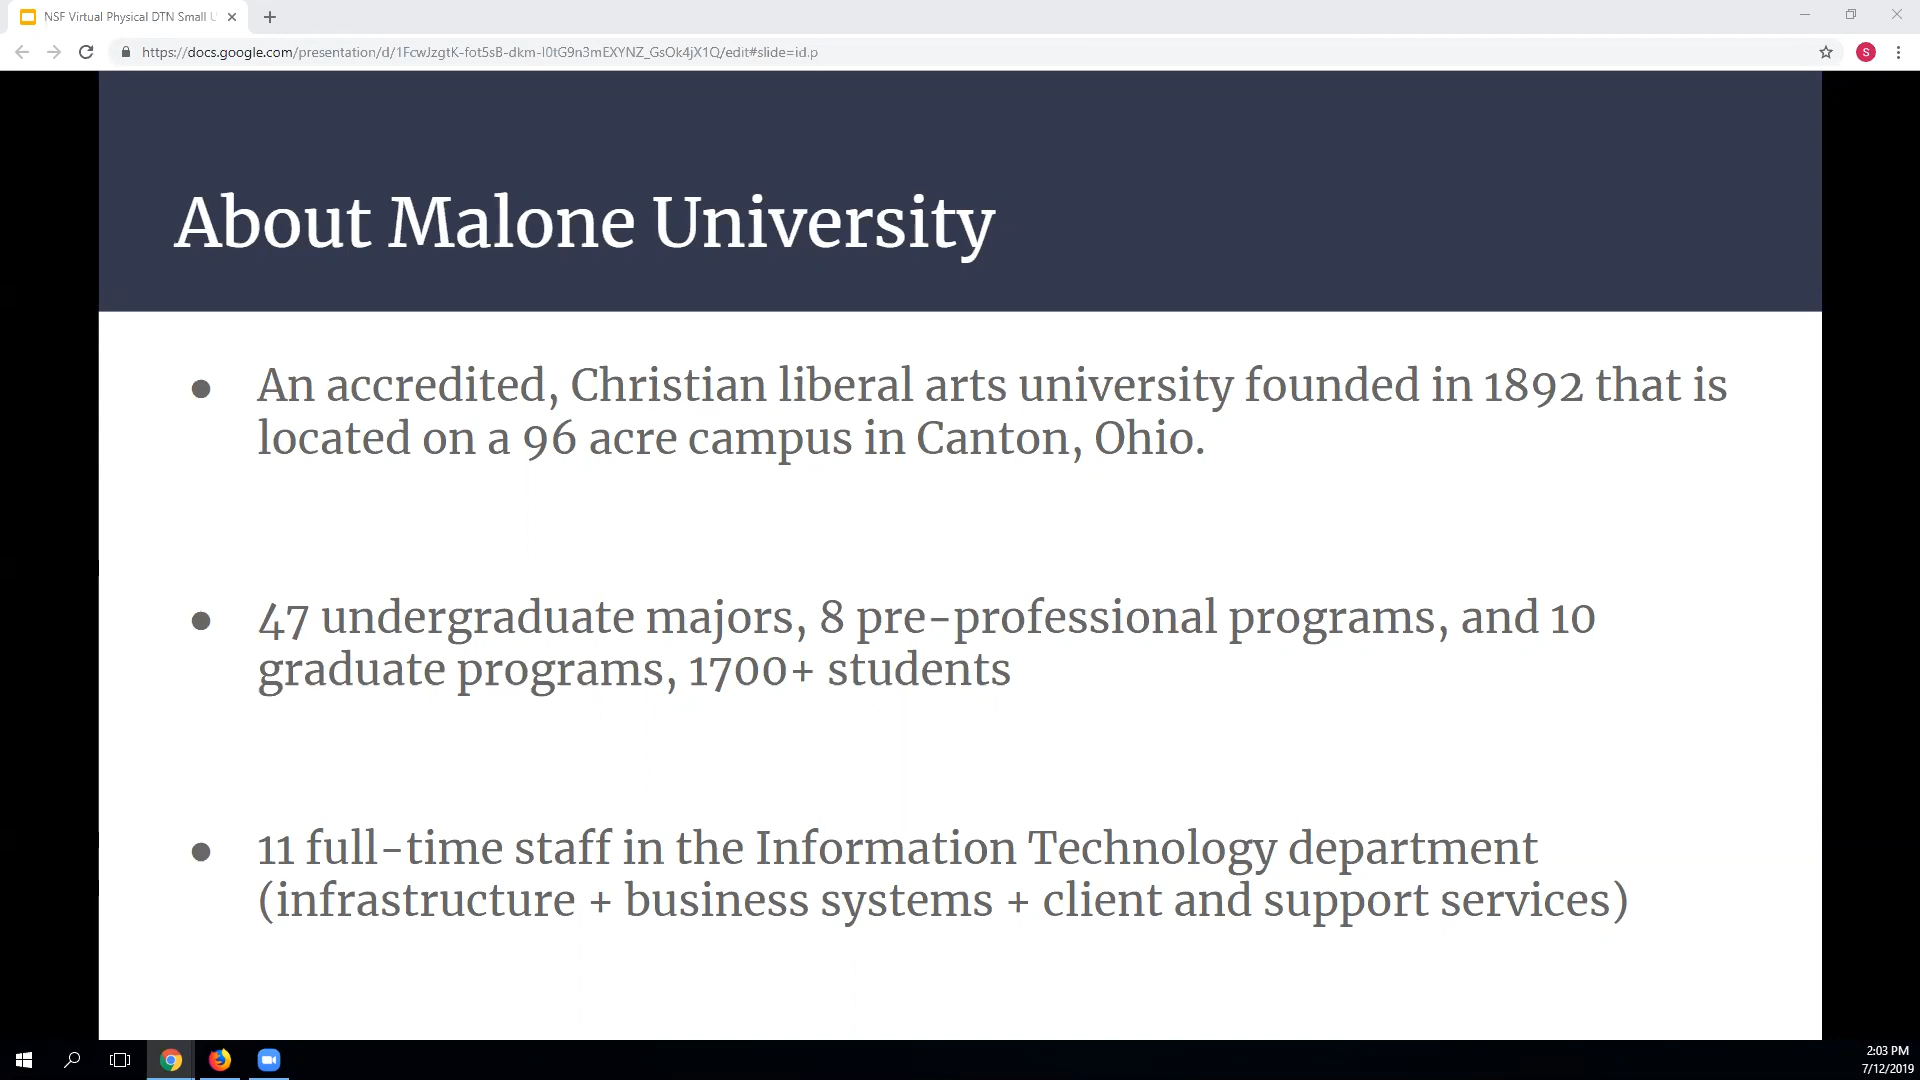 NSF Virtual Physical DTN Small U
https://docs.google.com/presentation/d/1FcwJzgtK-fot5sB-dkm-I0tG9n3mEXYNZ_GsOk4jX1Q/edit#slide=id.p
S
About Malone University
● An accredited, Christian liberal arts university founded in 1892 that is
located on a 96 acre campus in Canton, Ohio.
● 47 undergraduate majors, 8 pre-professional programs, and 10
graduate programs, 1700+ students
● 11 full-time staff in the Information Technology department
(infrastructure + business systems + client and support services)
2:03 PM
7/12/2019